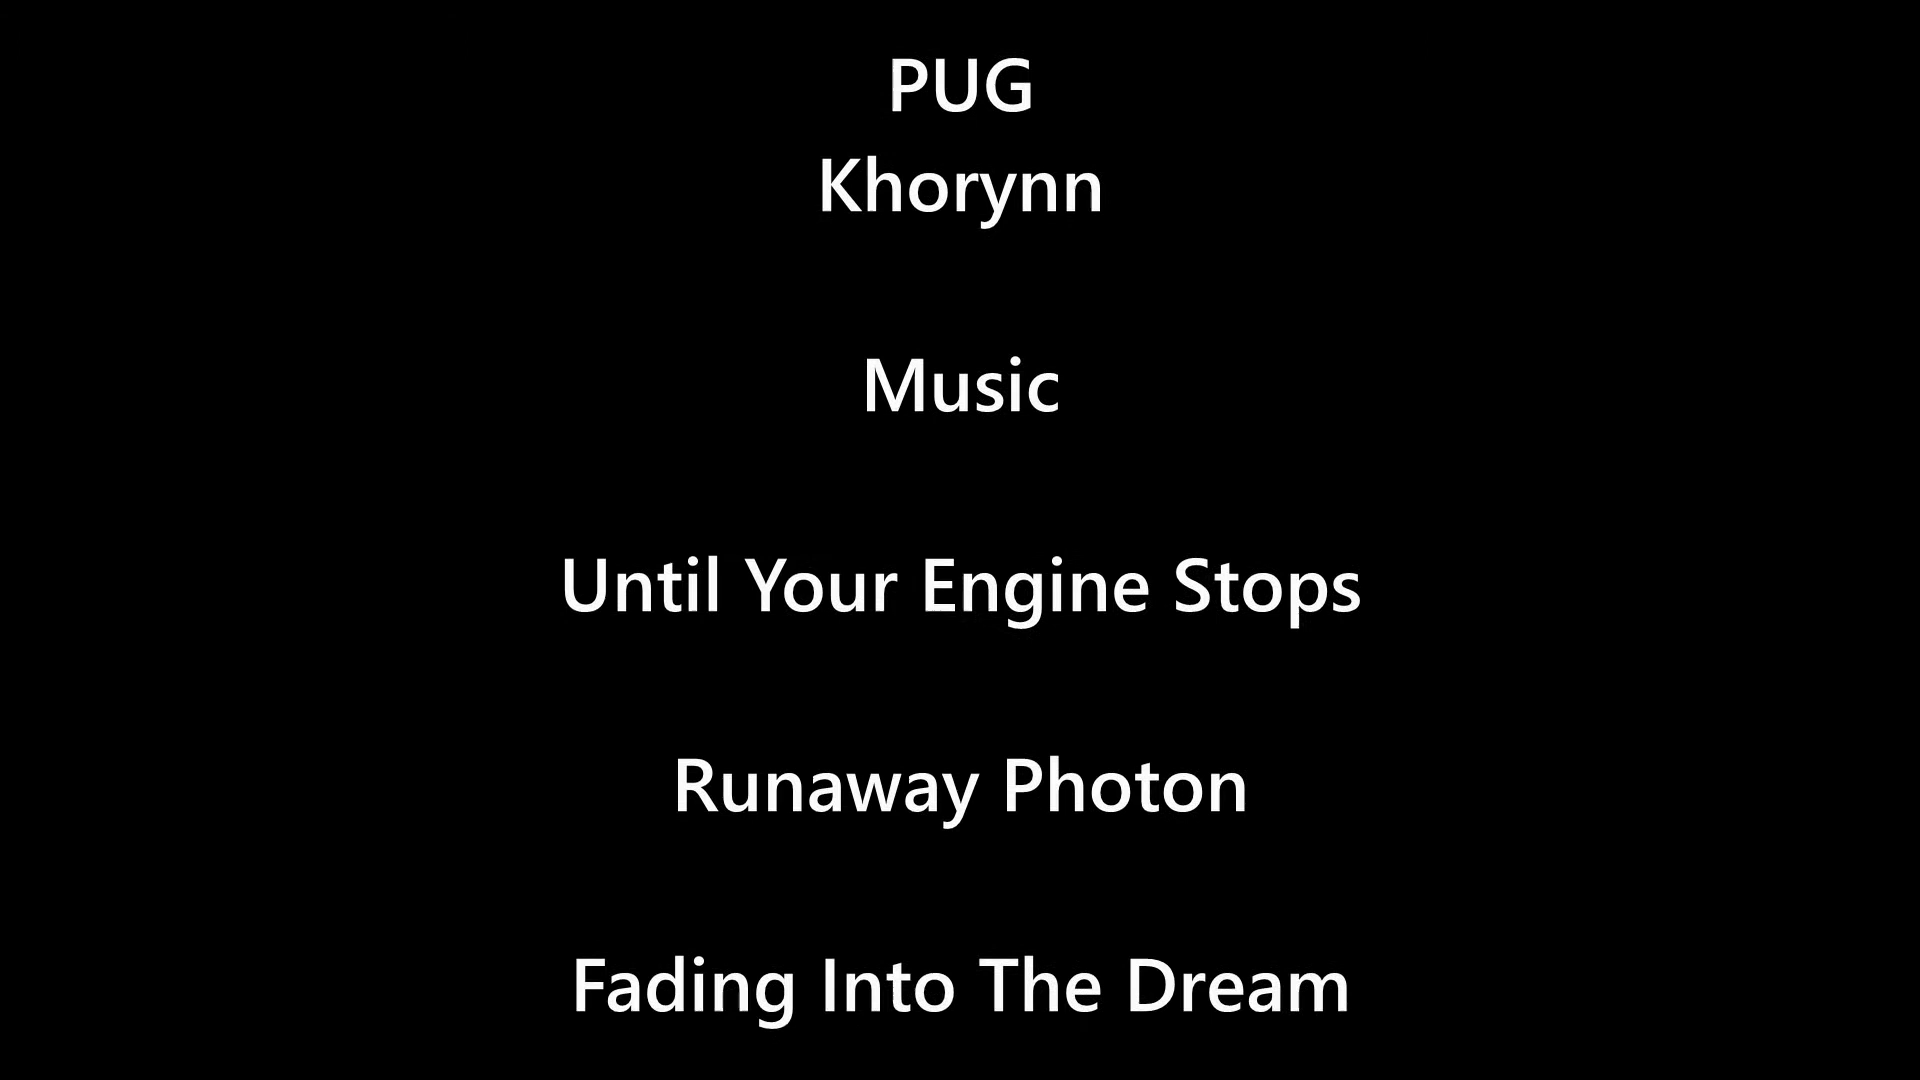 PUG
Khorynn
Music
Until Your Engine Stops
Runaway Photon
Fading Into The Dream